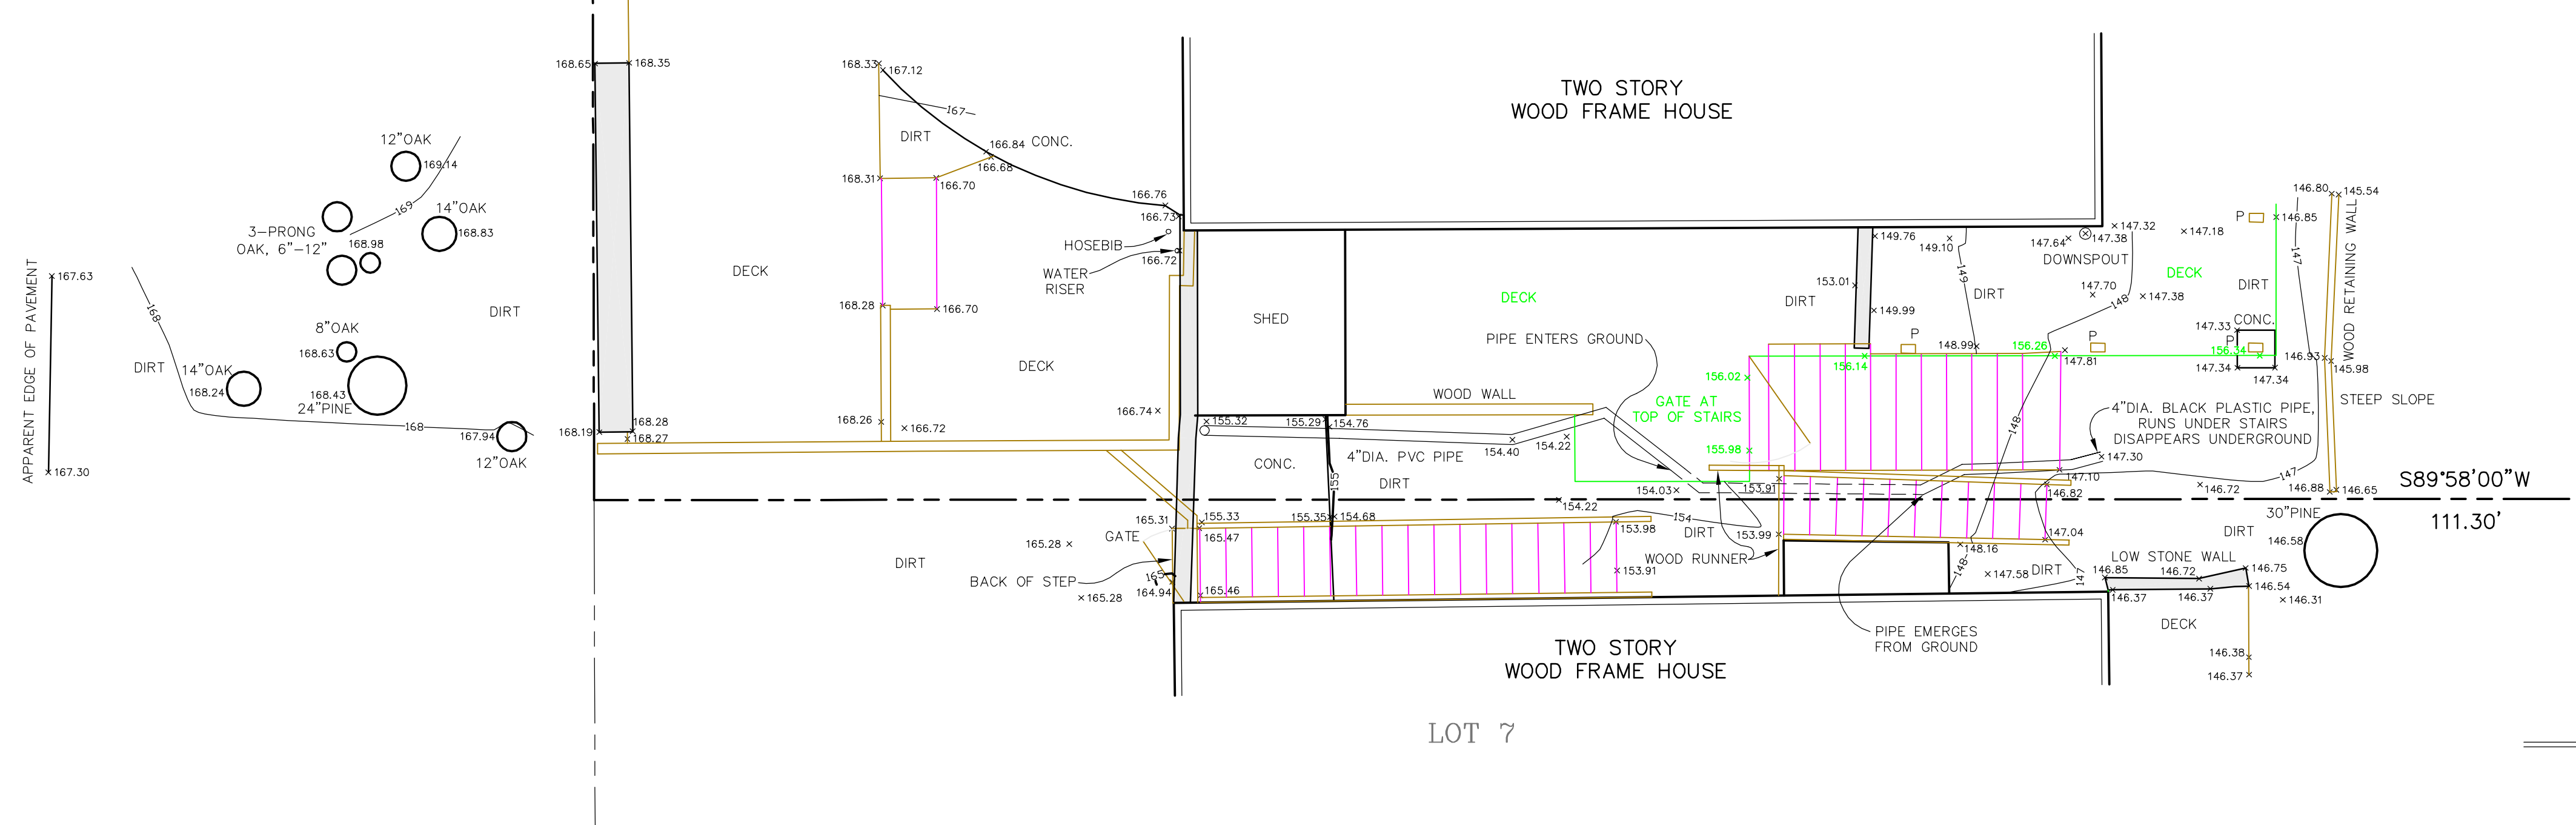 168.65
168.35
168.33
167.12
167
DIRT
166.84
CONC.
166.68
168.31
166.70
166.76
166.73
HOSEBIB
WATER
RISER
166.72
TWO STORY
WOOD FRAME HOUSE
12"OAK
169.14
169
14"OAK
168.83
3-PRONG
OAK, 6"-12"
168.98
DECK
168.28
166.70
DECK
APPARENT EDGE OF PAVEMENT
167.63
167.30
168
DIRT
DIRT
8"OAK
168.63
14"OAK
168.24
168.43
24"PINE
168
167.94
12"OAK
168.19
168.28
168.27
168.26
166.72
166.74
SHED
DECK
PIPE ENTERS GROUND
WOOD WALL
155.32
155.29
154.76
CONC.
155
4"DIA. PVC PIPE
DIRT
154.40
154.22
154.22
154.03
153.91
156.02
GATE AT
TOP OF STAIRS
155.98
153.01
149.76
149.99
DIRT
149.10
149
DIRT
147.64
147.38
DOWNSPOUT
147.32
147.18
DECK
147.70
147.38
148
P
146.85
DIRT
147
146.80
145.54
WOOD RETAINING WALL
P
P
P
156.14
148.99
156.26
147.81
147.33
CONC.
156.34
147.34
147.34
146.93
145.98
STEEP SLOPE
4"DIA. BLACK PLASTIC PIPE,
RUNS UNDER STAIRS
DISAPPEARS UNDERGROUND
147.30
148
147.10
146.82
147
146.72
146.88
146.65
S89°58'00"W
111.30'
165.31
GATE
155.33
165.47
155.35
154.68
153.98
154
DIRT
WOOD RUNNER
153.91
153.99
165.28
DIRT
BACK OF STEP
165
165.28
164.94
165.46
148.16
148
147.58
147.04
DIRT
147
LOW STONE WALL
146.85
146.72
146.75
146.54
146.37
146.37
146.31
DIRT
30"PINE
146.58
DECK
146.38
146.37
PIPE EMERGES
FROM GROUND
TWO STORY
WOOD FRAME HOUSE
LOT 7